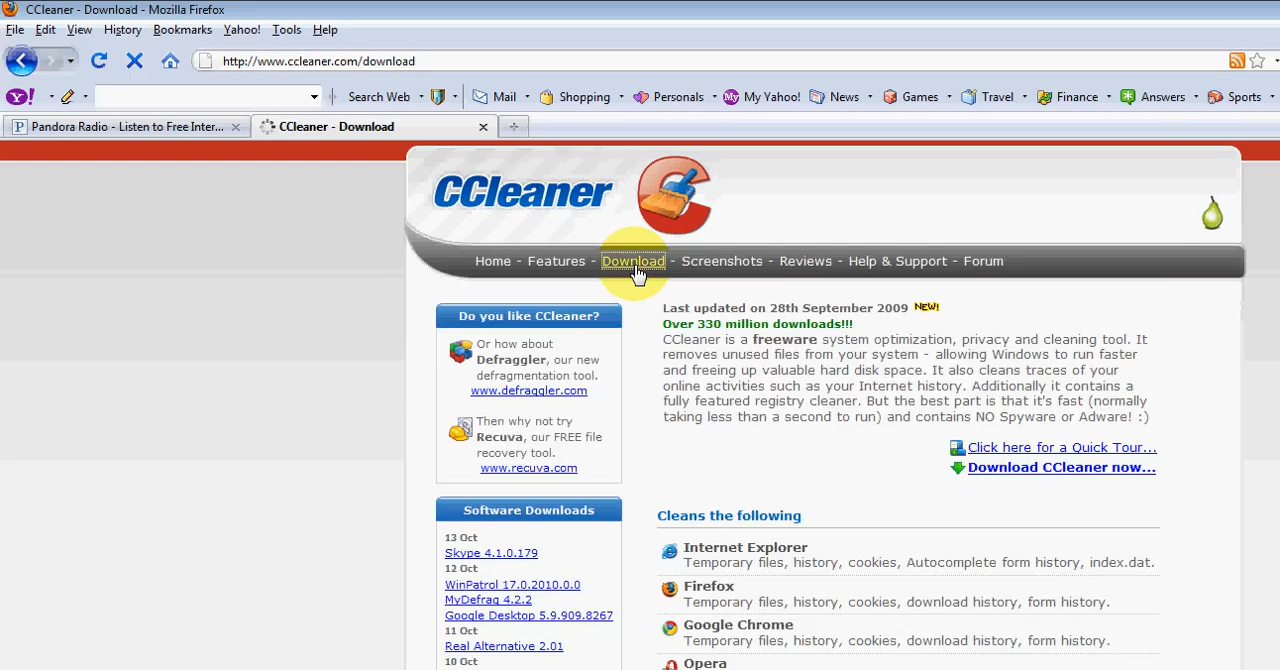 CCleaner - Download - Mozilla Firefox
File Edit View History Bookmarks Yahoo! Tools Help
http://www.ccleaner.com/download
Y! Search Web Mail Shopping Personals My Yahoo! News Games Travel Finance Answers Sports
Pandora Radio - Listen to Free Inter... CCleaner - Download
CCleaner
Home - Features - Download - Screenshots - Reviews - Help & Support - Forum
Do you like CCleaner?
Or how about
Defraggler, our new
defragmentation tool.
www.defraggler.com
Then why not try
Recuva, our FREE file
recovery tool.
www.recuva.com
Software Downloads
13 Oct
Skype 4.1.0.179
12 Oct
WinPatrol 17.0.2010.0.0
MyDefrag 4.2.2
Google Desktop 5.9.909.8267
11 Oct
Real Alternative 2.01
10 Oct
Last updated on 28th September 2009 NEW!
Over 330 million downloads!!!
CCleaner is a freeware system optimization, privacy and cleaning tool. It
removes unused files from your system - allowing Windows to run faster
and freeing up valuable hard disk space. It also cleans traces of your
online activities such as your Internet history. Additionally it contains a
fully featured registry cleaner. But the best part is that it's fast (normally
taking less than a second to run) and contains NO Spyware or Adware! :)
Click here for a Quick Tour...
Download CCleaner now...
Cleans the following
Internet Explorer
Temporary files, history, cookies, Autocomplete form history, index.dat.
Firefox
Temporary files, history, cookies, download history, form history.
Google Chrome
Temporary files, history, cookies, download history, form history.
Opera